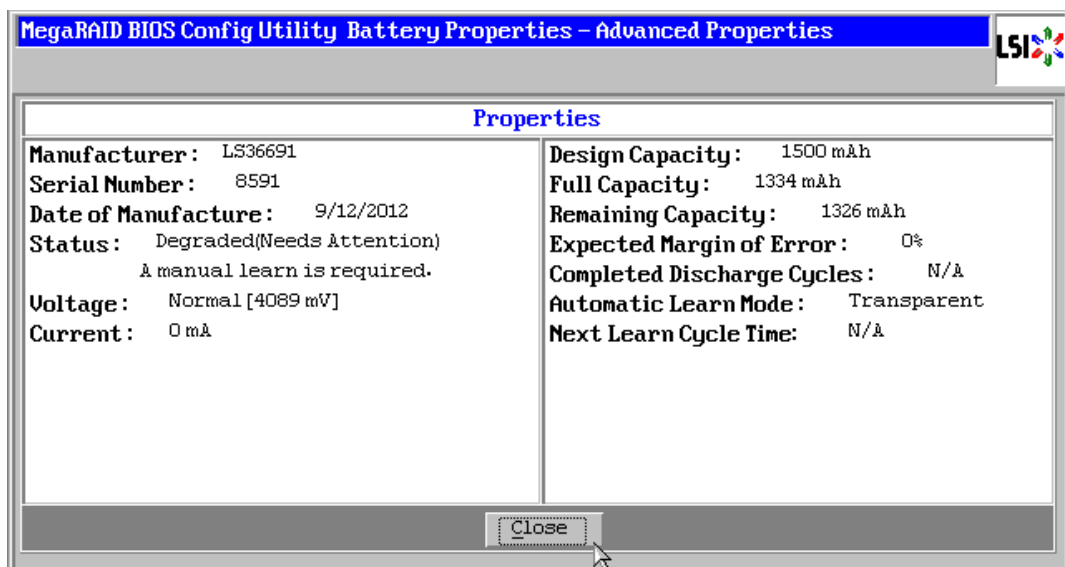 MegaRAID BIOS Config Utility Battery Properties - Advanced Properties
LSI
Properties
Manufacturer: LS36691
Serial Number: 8591
Date of Manufacture: 9/12/2012
Status: Degraded(Needs Attention)
A manual learn is required.
Voltage: Normal [4089 mV]
Current: 0 mA
Design Capacity: 1500 mAh
Full Capacity: 1334 mAh
Remaining Capacity: 1326 mAh
Expected Margin of Error: 0%
Completed Discharge Cycles: N/A
Automatic Learn Mode: Transparent
Next Learn Cycle Time: N/A
Close